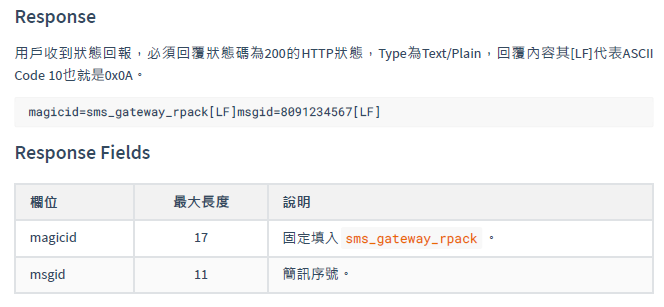 Response
用戶收到狀態回報，必須回覆狀態碼為200的HTTP狀態，Type為Text/Plain，回覆內容其[LF]代表ASCII
Code 10也就是0x0A。
magicid=sms_gateway_rpack[LF]msgid=8091234567[LF]
Response Fields
欄位 最大長度 說明
magicid 17 固定填入 sms_gateway_rpack 。
msgid 11 簡訊序號。